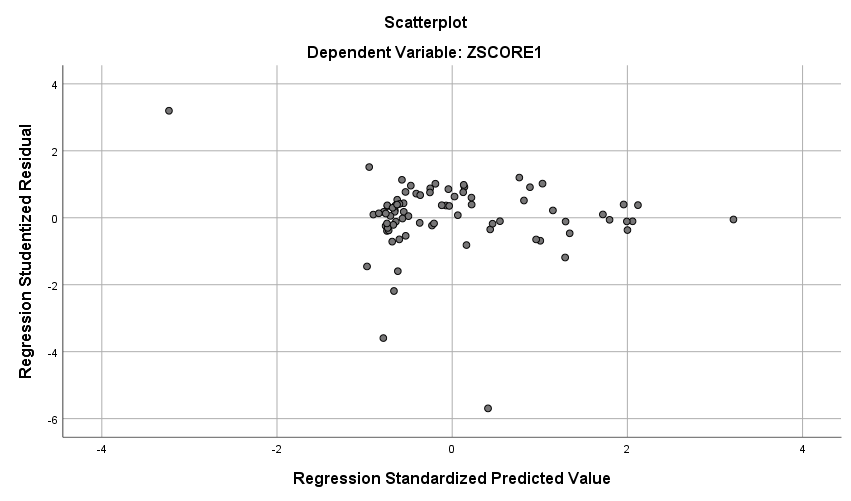 Scatterplot
Dependent Variable: ZSCORE1
Regression Studentized Residual
4
2
0
-2
-4
-6
-4
-2
0
2
4
Regression Standardized Predicted Value